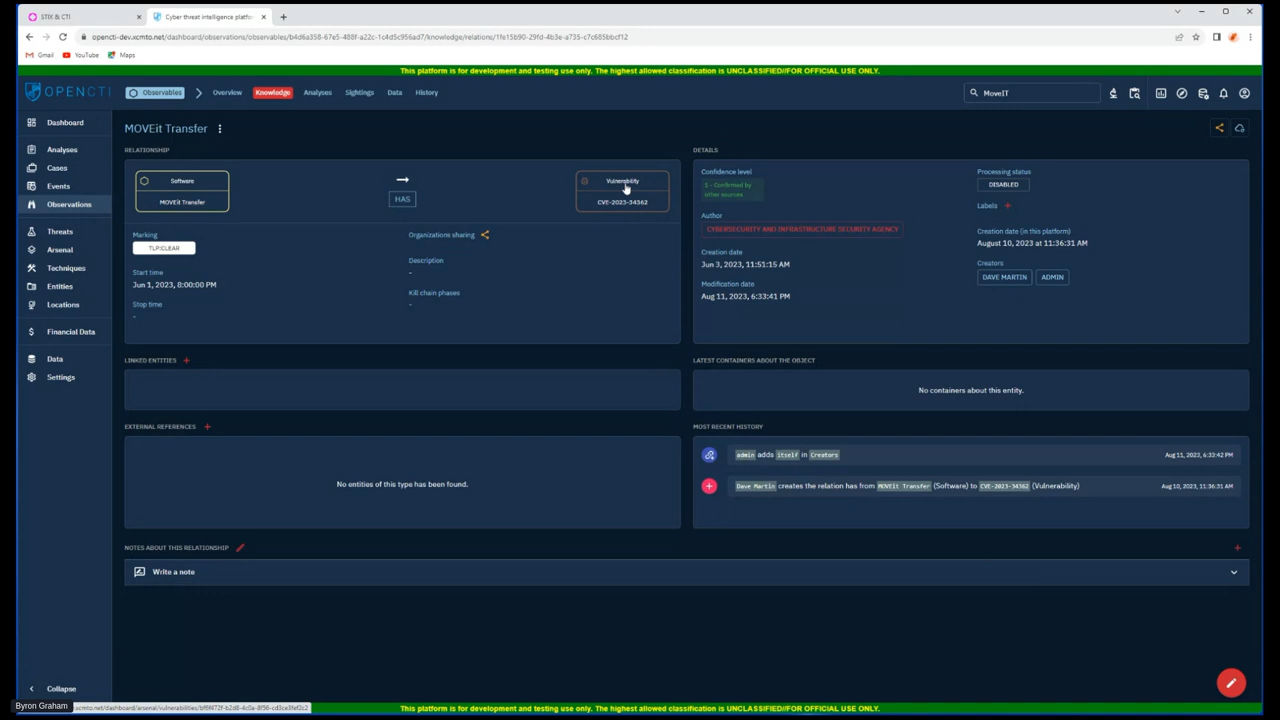 STIX & CTI
Cyber threat intelligence platfo
opencti-dev.xcmto.net/dashboard/observations/observables/b4d6a358-67e5-488f-a22c-1c4d5c956ad7/knowledge/relations/1fe15b90-29fd-4b3e-a735-c7c685bbcf12
Gmail YouTube Maps
This platform is for development and testing use only. The highest allowed classification is UNCLASSIFIED//FOR OFFICIAL USE ONLY.
OPENCTI Observables Overview Knowledge Analyses Sightings Data History MoveIT
Dashboard
Analyses
Cases
Events
Observations
Threats
Arsenal
Techniques
Entities
Locations
Financial Data
Data
Settings
Collapse
MOVEit Transfer
RELATIONSHIP
Software
MOVEit Transfer
HAS
Vulnerability
CVE-2023-34362
Marking
TLP:CLEAR
Start time
Jun 1, 2023, 8:00:00 PM
Stop time
-
Organizations sharing
Description
-
Kill chain phases
-
DETAILS
Confidence level
1 - Confirmed by
other sources
Author
CYBERSECURITY AND INFRASTRUCTURE SECURITY AGENCY
Creation date
Jun 3, 2023, 11:51:15 AM
Modification date
Aug 11, 2023, 6:33:41 PM
Processing status
DISABLED
Labels +
Creation date (in this platform)
August 10, 2023 at 11:36:31 AM
Creators
DAVE MARTIN ADMIN
LINKED ENTITIES +
LATEST CONTAINERS ABOUT THE OBJECT
No containers about this entity.
EXTERNAL REFERENCES +
No entities of this type has been found.
MOST RECENT HISTORY
admin adds itself in Creators Aug 11, 2023, 6:33:42 PM
Dave Martin creates the relation has from MOVEit Transfer (Software) to CVE-2023-34362 (Vulnerability) Aug 10, 2023, 11:36:31 AM
NOTES ABOUT THIS RELATIONSHIP
Write a note
Byron Graham
This platform is for development and testing use only. The highest allowed classification is UNCLASSIFIED//FOR OFFICIAL USE ONLY.